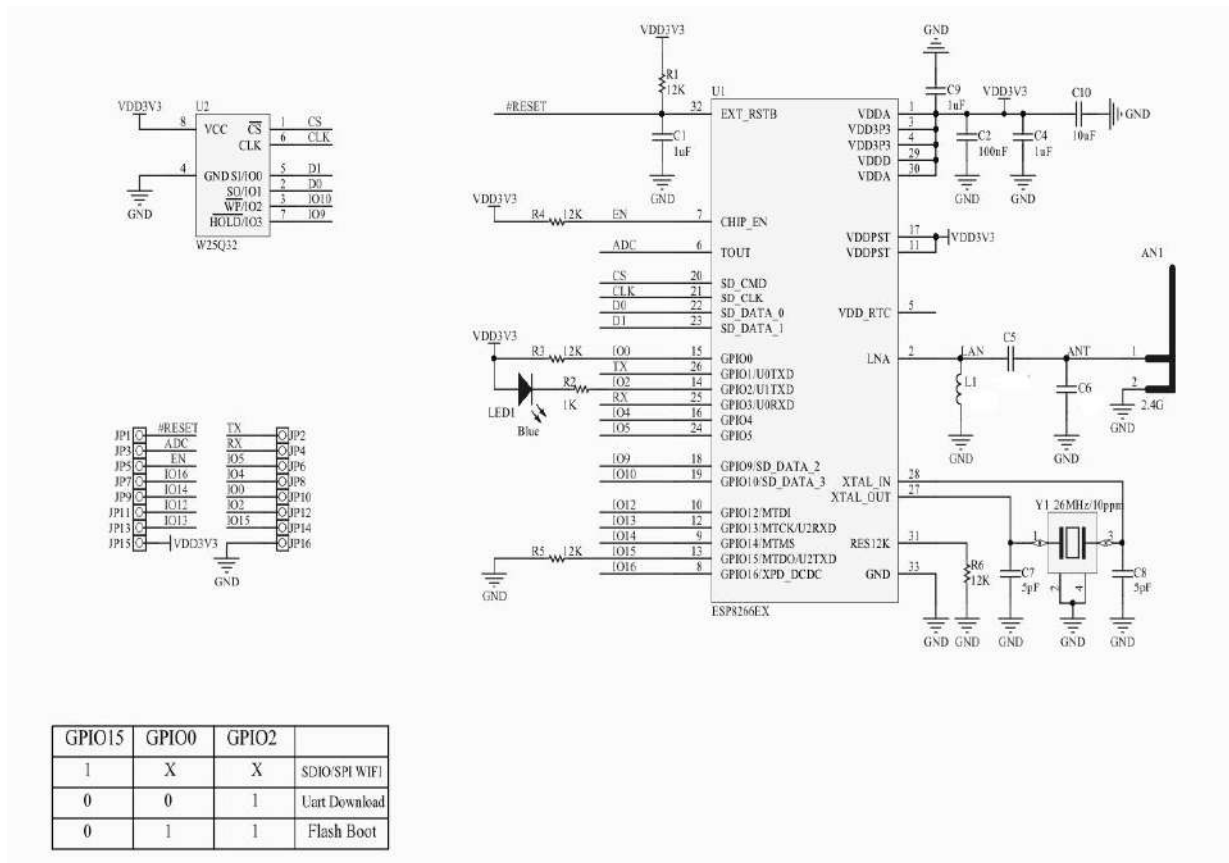 VDD3V3
U2
8 VCC CS 1 CS
CLK 6 CLK
4 GND SI/IO0 5 D1
SO/IO1 2 D0
WP/IO2 3 IO10
HOLD/IO3 7 IO9
GND
W25Q32
JP1 #RESET TX JP2
JP3 ADC RX JP4
JP5 EN IO5 JP6
JP7 IO16 IO4 JP8
JP9 IO14 IO0 JP10
JP11 IO12 IO2 JP12
JP13 IO13 IO15 JP14
JP15 VDD3V3 JP16
GND
VDD3V3
R1
12K
#RESET
C1
1uF
GND
VDD3V3
R4 12K EN
ADC
CS
CLK
D0
D1
VDD3V3
R3 12K IO0
TX
R2 IO2
1K
RX
LED1
Blue
IO4
IO5
IO9
IO10
IO12
IO13
IO14
R5 12K IO15
IO16
GND
U1
32 EXT_RSTB VDDA 1
VDD3P3 3
VDD3P3 4
VDDD 29
VDDA 30
7 CHIP_EN
VDDPST 17
6 TOUT VDDPST 11
20 SD_CMD
21 SD_CLK
22 SD_DATA_0 VDD_RTC 5
23 SD_DATA_1
15 GPIO0 LNA 2
26 GPIO1/U0TXD
14 GPIO2/U1TXD
25 GPIO3/U0RXD
16 GPIO4
24 GPIO5
18 GPIO9/SD_DATA_2
19 GPIO10/SD_DATA_3 XTAL_IN 28
XTAL_OUT 27
10 GPIO12/MTDI
12 GPIO13/MTCK/U2RXD
9 GPIO14/MTMS RES12K 31
13 GPIO15/MTDO/U2TXD
8 GPIO16/XPD_DCDC GND 33
ESP8266EX
GND
C9
1uF
VDD3V3
C10
10uF
GND
C2
100uF
C4
1uF
GND
GND
VDD3V3
AN1
LAN C5 ANT 1
L1
C6
2
2.4G
GND
GND
GND
Y1 26MHz/10ppm
1 3
2 4
R6
12K
C7
5pF
C8
5pF
GND
GND
GND
GND
GND
GPIO15 GPIO0 GPIO2
1 X X SDIO/SPI WIFI
0 0 1 Uart Download
0 1 1 Flash Boot